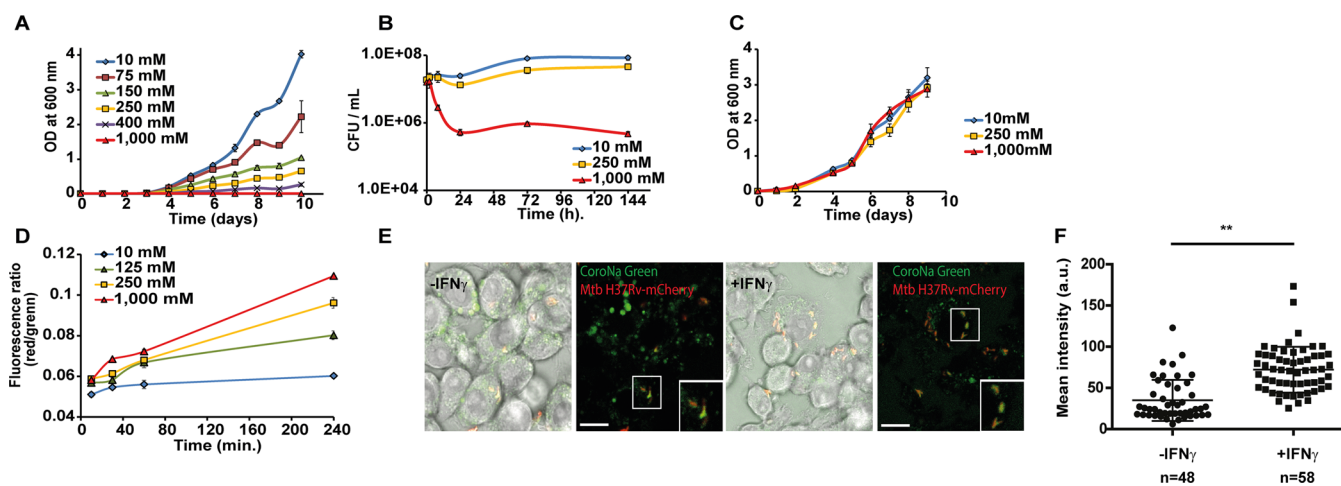 A
OD at 600 nm
4
3
2
1
0
10 mM
75 mM
150 mM
250 mM
400 mM
1,000 mM
0 2 4 6 8 10
Time (days)
B
CFU / mL
1.0E+08
1.0E+06
1.0E+04
10 mM
250 mM
1,000 mM
0 24 48 72 96 120 144
Time (h).
C
OD at 600 nm
4
3
2
1
0
10mM
250 mM
1,000mM
0 2 4 6 8 10
Time (days)
D
Fluorescence ratio
(red/grenn)
0.12
0.1
0.08
0.06
0.04
10 mM
125 mM
250 mM
1,000 mM
0 40 80 120 160 200 240
Time (min.)
E
-IFNγ
CoroNa Green
Mtb H37Rv-mCherry
+IFNγ
CoroNa Green
Mtb H37Rv-mCherry
F
**
Mean intensity (a.u.)
200
150
100
50
0
-IFNγ +IFNγ
n=48 n=58